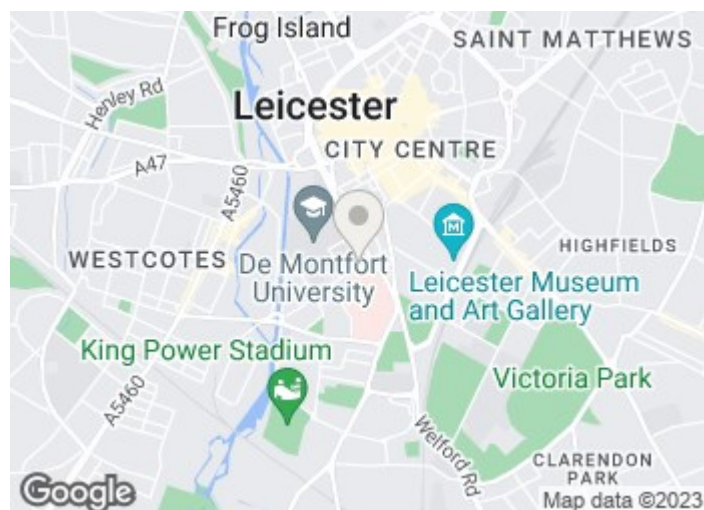 Frog Island
SAINT MATTHEWS
Henley Rd
Leicester
CITY CENTRE
A47
A5460
WESTCOTES
De Montfort
University
HIGHFIELDS
Leicester Museum
and Art Gallery
King Power Stadium
Victoria Park
A5460
Welford Rd
CLARENDON
PARK
Google
Map data ©2023
M